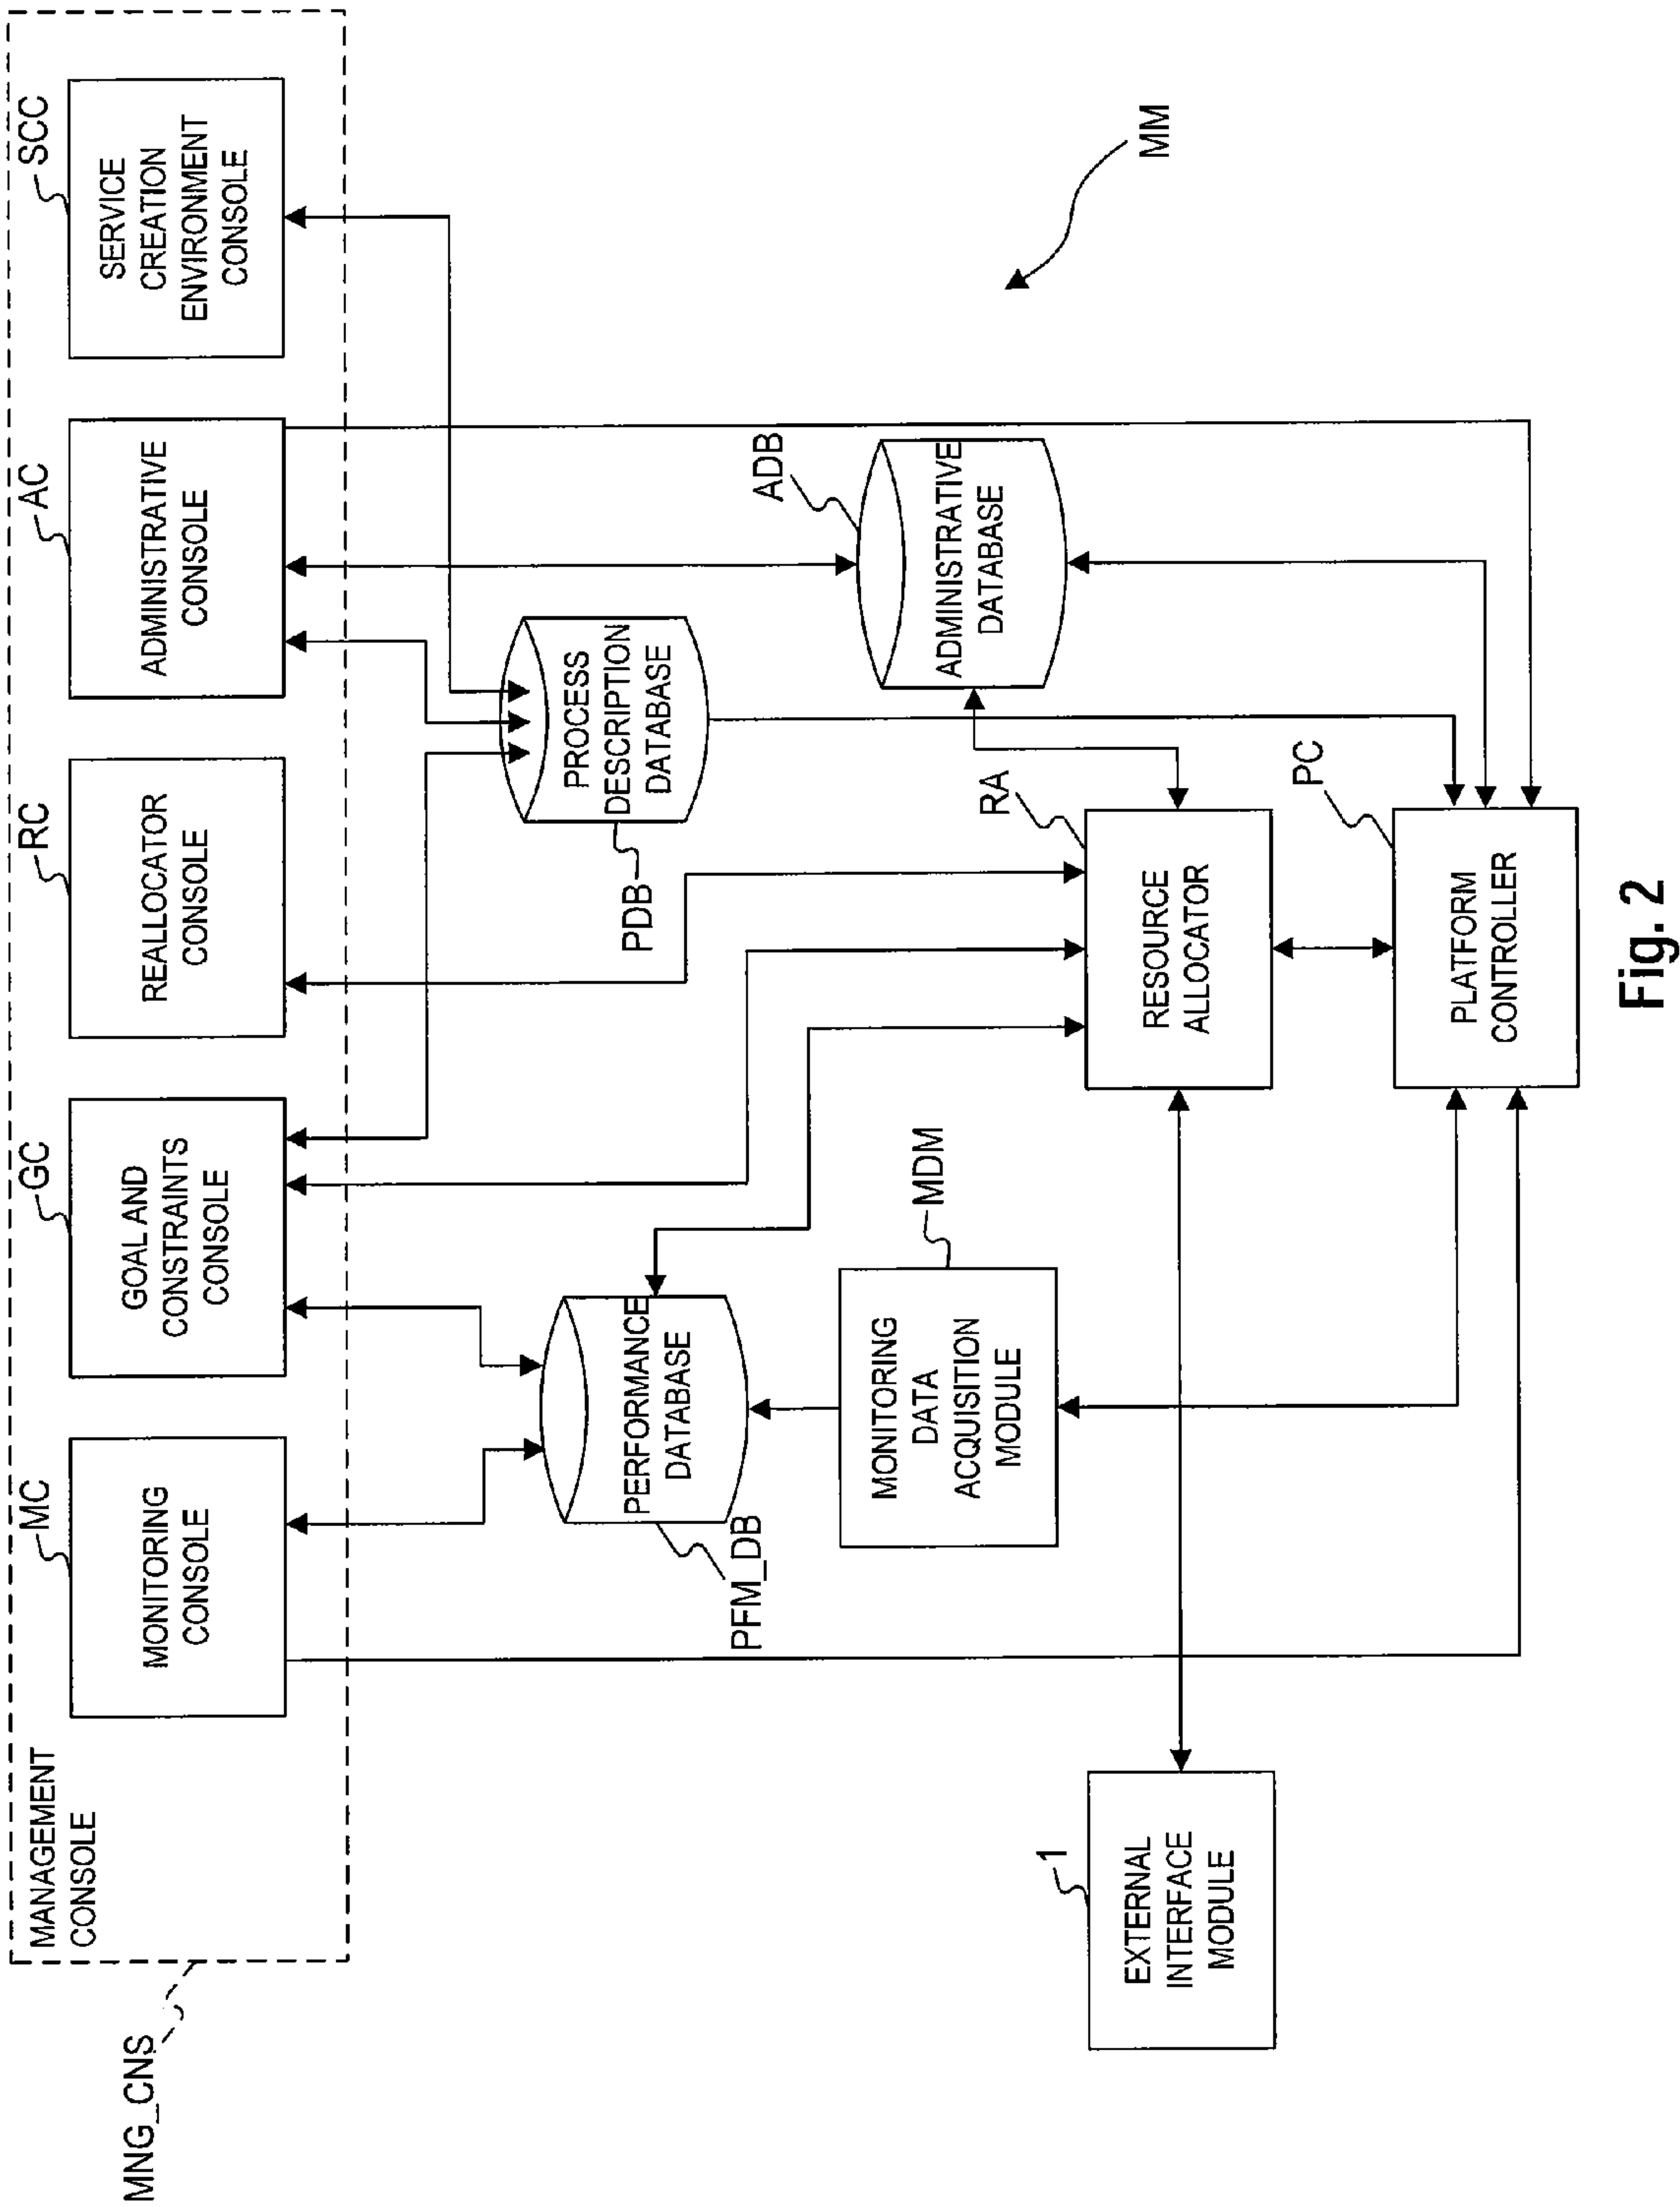 MNG_CNS
MANAGEMENT
CONSOLE
MC
MONITORING
CONSOLE
GC
GOAL AND
CONSTRAINTS
CONSOLE
RC
REALLOCATOR
CONSOLE
AC
ADMINISTRATIVE
CONSOLE
SCC
SERVICE
CREATION
ENVIRONMENT
CONSOLE
PFM_DB
PERFORMANCE
DATABASE
PDB
PROCESS
DESCRIPTION
DATABASE
MDM
MONITORING
DATA
ACQUISITION
MODULE
ADB
ADMINISTRATIVE
DATABASE
MM
1
EXTERNAL
INTERFACE
MODULE
RA
RESOURCE
ALLOCATOR
PC
PLATFORM
CONTROLLER
Fig. 2